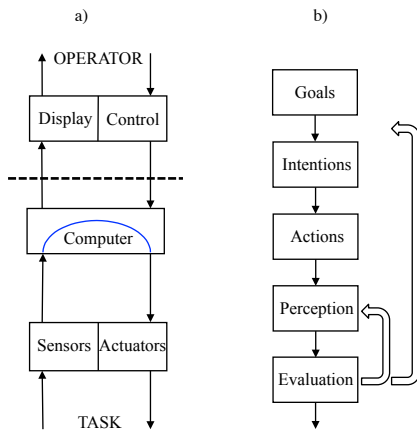 a)
OPERATOR
Display Control
Computer
Sensors Actuators
TASK
b)
Goals
Intentions
Actions
Perception
Evaluation